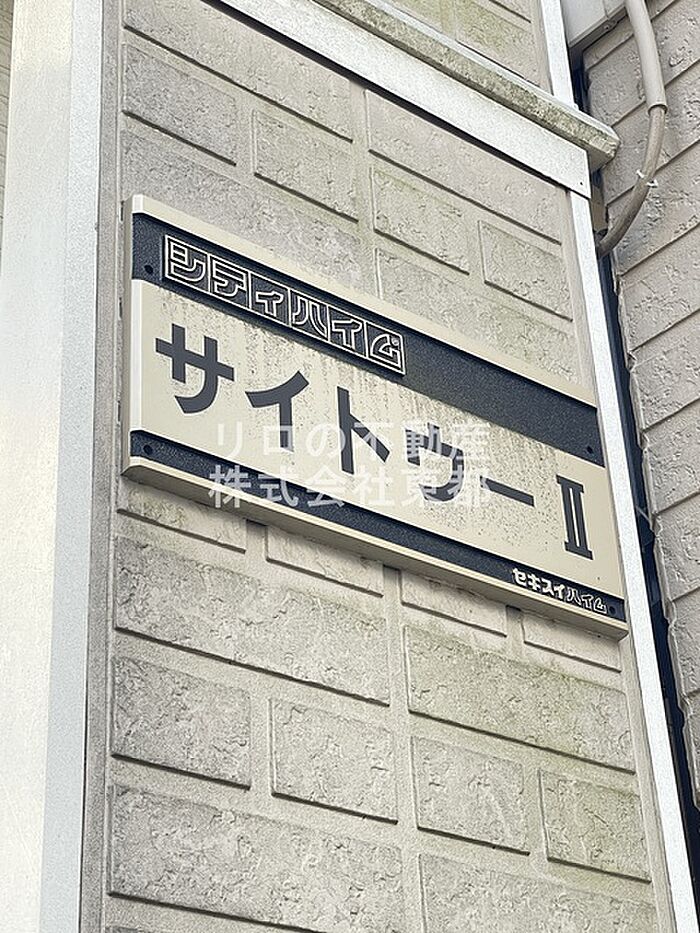 シティハイム
サイトゥーⅡ
セキスイハイム
リロの不動産
株式会社東都